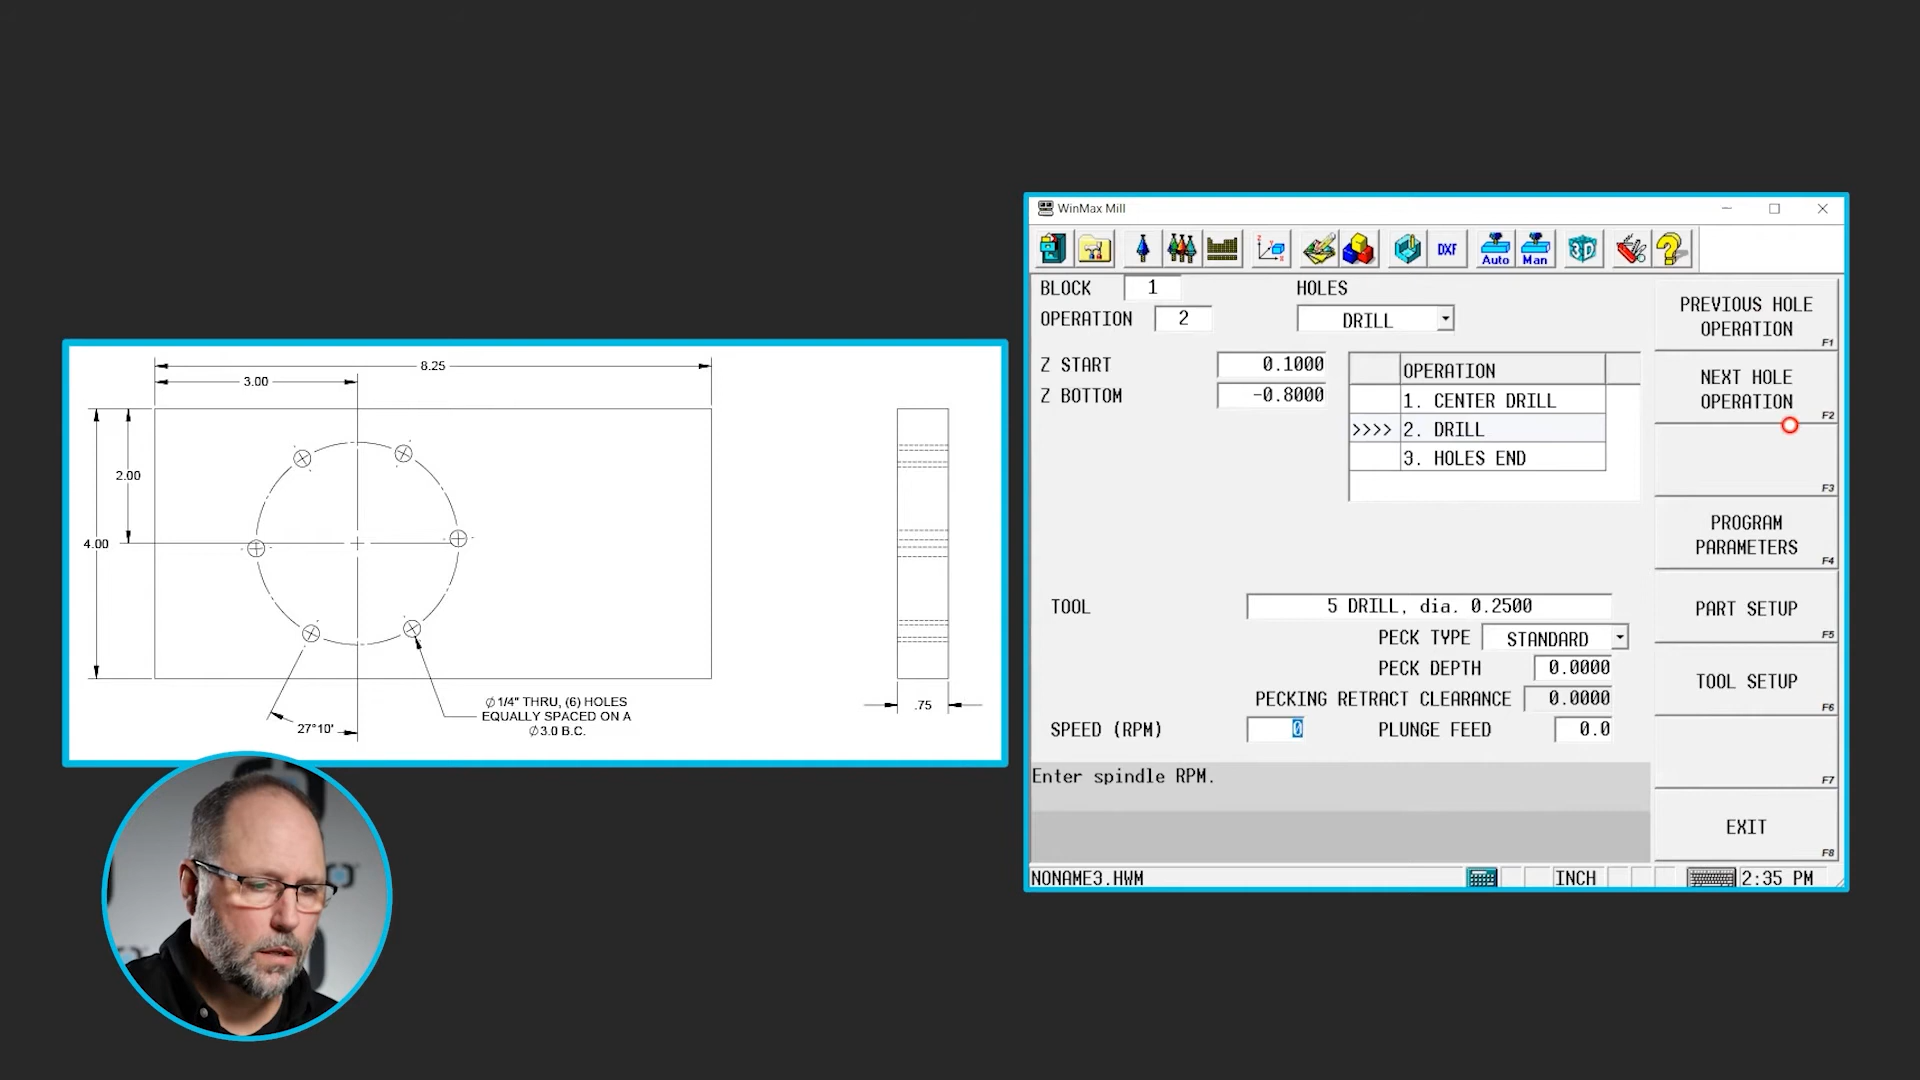 8.25
3.00
2.00
4.00
27°10'
∅1/4" THRU, (6) HOLES
EQUALLY SPACED ON A
∅3.0 B.C.
.75
WinMax Mill
DXF
Auto
Man
3D
BLOCK 1
HOLES
OPERATION 2
DRILL
Z START 0.1000
Z BOTTOM -0.8000
OPERATION
1. CENTER DRILL
>>>> 2. DRILL
3. HOLES END
TOOL 5 DRILL, dia. 0.2500
PECK TYPE STANDARD
PECK DEPTH 0.0000
PECKING RETRACT CLEARANCE 0.0000
SPEED (RPM) 0 PLUNGE FEED 0.0
Enter spindle RPM.
PREVIOUS HOLE
OPERATION
F1
NEXT HOLE
OPERATION
F2
F3
PROGRAM
PARAMETERS
F4
PART SETUP
F5
TOOL SETUP
F6
F7
EXIT
F8
NONAME3.HWM
INCH
2:35 PM